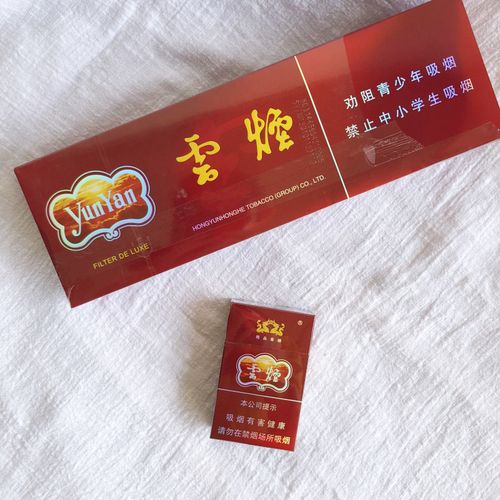 劝阻青少年吸烟
禁止中小学生吸烟
雲煙
YunYan
HONGYUNHONGHE TOBACCO (GROUP) CO., LTD.
FILTER DE LUXE
雲煙
本公司提示
吸烟有害健康
请勿在禁烟场所吸烟